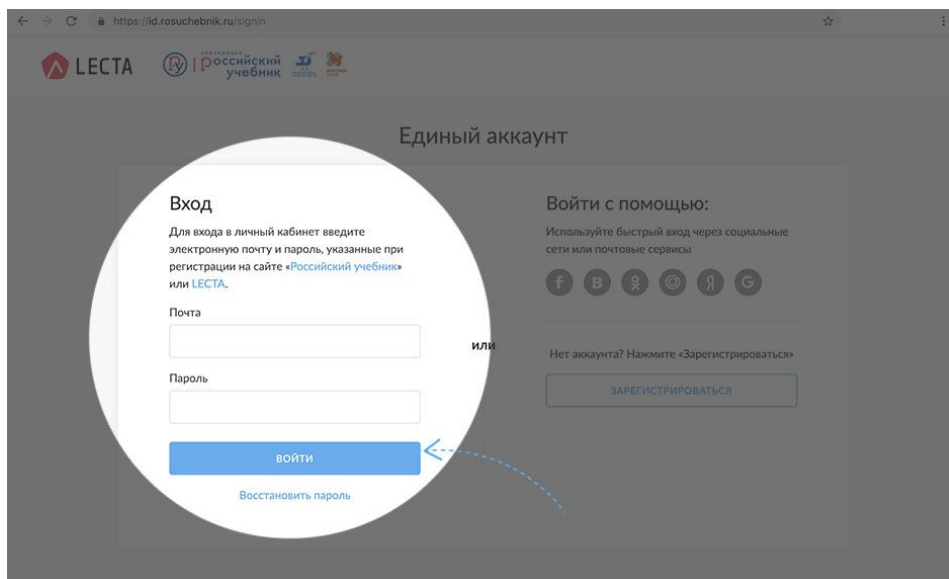 https://id.rosuchebnik.ru/signin
LECTA
корпорация
российский
учебник
Единый аккаунт
Вход
Для входа в личный кабинет введите
электронную почту и пароль, указанные при
регистрации на сайте «Российский учебник»
или LECTA.
Почта
Пароль
ВОЙТИ
Восстановить пароль
или
Войти с помощью:
Используйте быстрый вход через социальные
сети или почтовые сервисы
Нет аккаунта? Нажмите «Зарегистрироваться»
ЗАРЕГИСТРИРОВАТЬСЯ